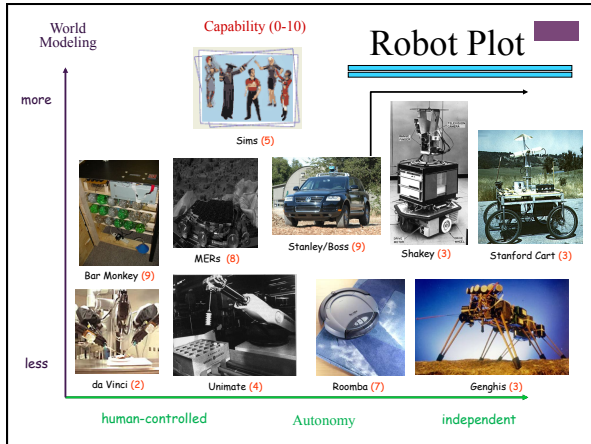 World
Modeling
Capability (0-10)
Robot Plot
more
Sims (5)
Bar Monkey (9)
MERs (8)
Stanley/Boss (9)
Shakey (3)
Stanford Cart (3)
less
da Vinci (2)
Unimate (4)
Roomba (7)
Genghis (3)
human-controlled
Autonomy
independent